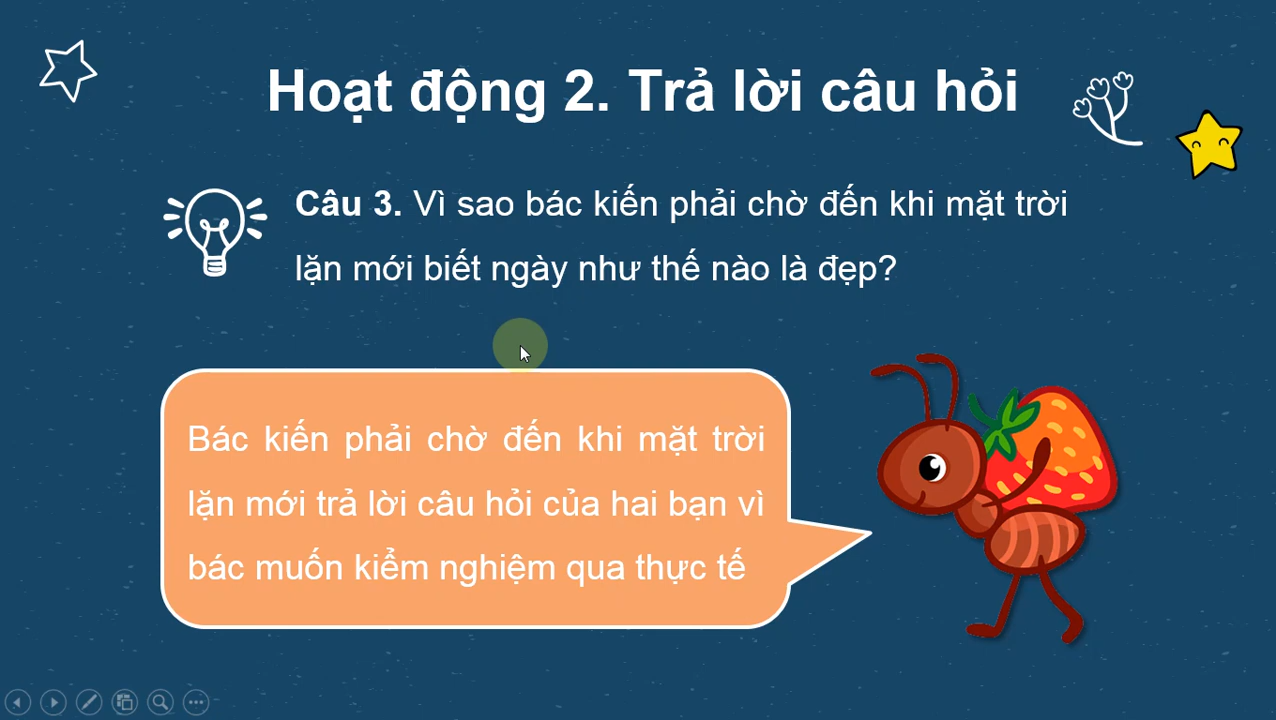 Hoạt động 2. Trả lời câu hỏi
Câu 3. Vì sao bác kiến phải chờ đến khi mặt trời
lặn mới biết ngày như thế nào là đẹp?
Bác kiến phải chờ đến khi mặt trời
lặn mới trả lời câu hỏi của hai bạn vì
bác muốn kiểm nghiệm qua thực tế